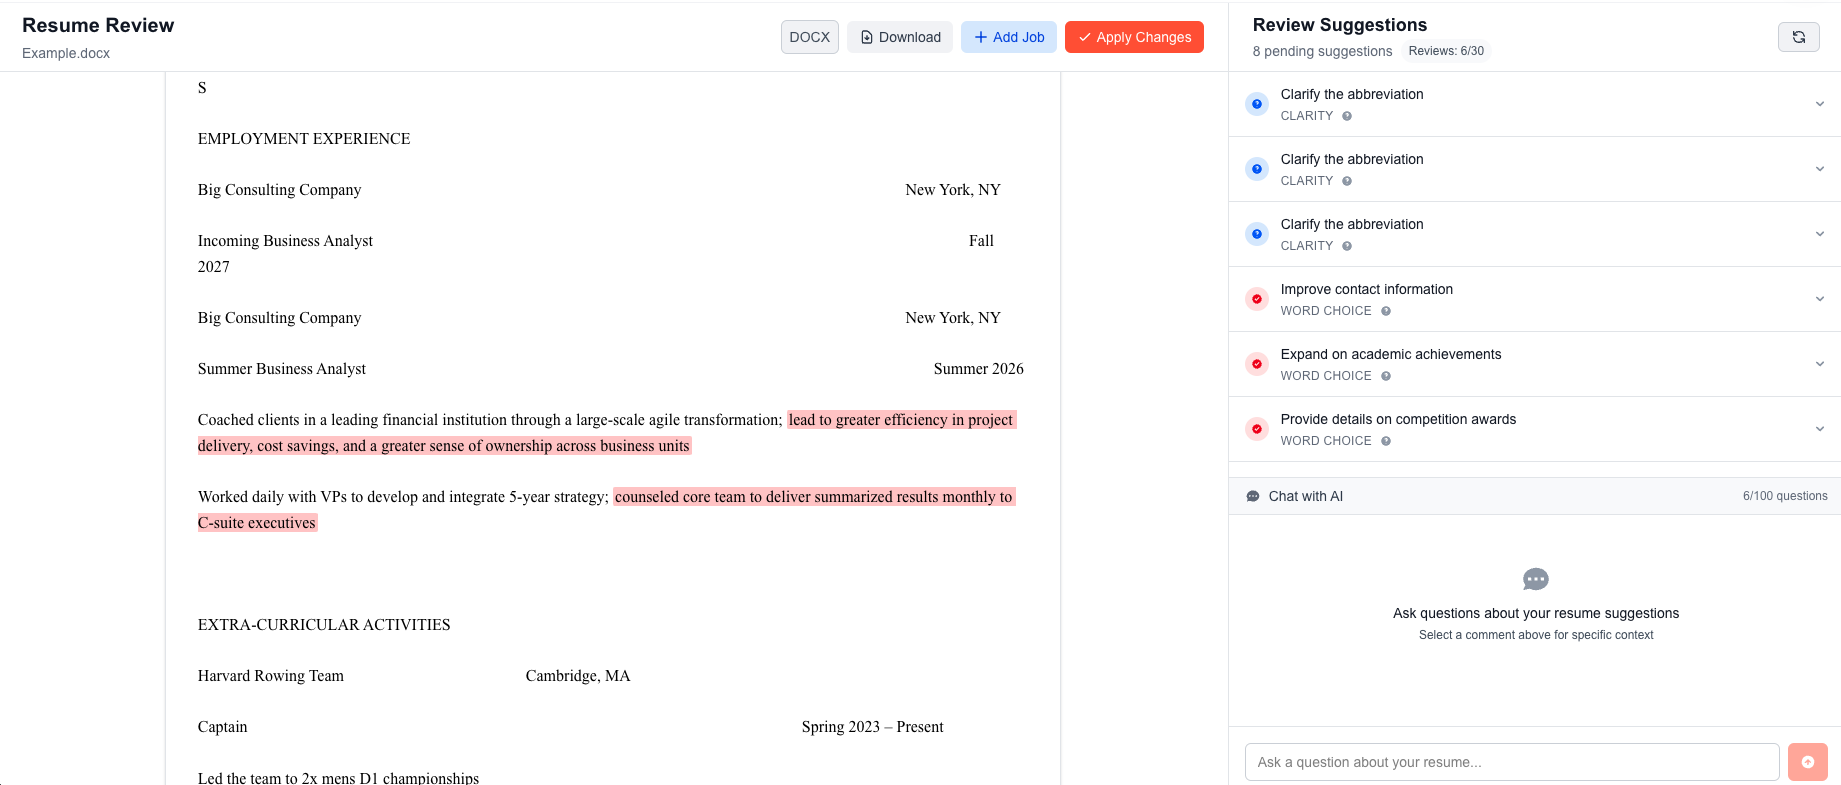 Resume Review
Example.docx
DOCX
Download
Add Job
Apply Changes
S
EMPLOYMENT EXPERIENCE
Big Consulting Company New York, NY
Incoming Business Analyst Fall
2027
Big Consulting Company New York, NY
Summer Business Analyst Summer 2026
Coached clients in a leading financial institution through a large-scale agile transformation; lead to greater efficiency in project
delivery, cost savings, and a greater sense of ownership across business units
Worked daily with VPs to develop and integrate 5-year strategy; counseled core team to deliver summarized results monthly to
C-suite executives
EXTRA-CURRICULAR ACTIVITIES
Harvard Rowing Team Cambridge, MA
Captain Spring 2023 – Present
Led the team to 2x mens D1 championships
Review Suggestions
8 pending suggestions Reviews: 6/30
Clarify the abbreviation
CLARITY
Clarify the abbreviation
CLARITY
Clarify the abbreviation
CLARITY
Improve contact information
WORD CHOICE
Expand on academic achievements
WORD CHOICE
Provide details on competition awards
WORD CHOICE
Chat with AI 6/100 questions
Ask questions about your resume suggestions
Select a comment above for specific context
Ask a question about your resume...